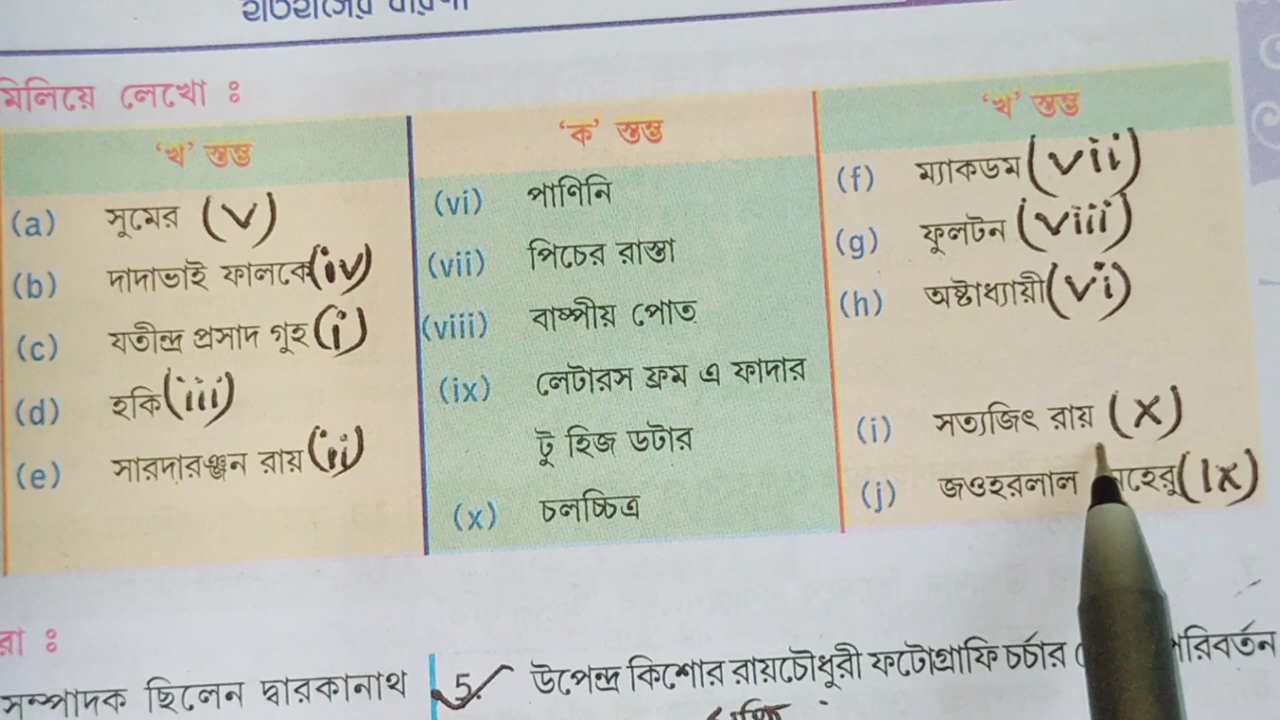 মিলিয়ে লেখো ঃ
'খ' স্তম্ভ
(a) সুমের (v)
(b) দাদাভাই ফালকে (iv)
(c) যতীন্দ্র প্রসাদ গূহ (i)
(d) হকি (iii)
(e) সারদারঞ্জন রায় (ii)
'ক' স্তম্ভ
(vi) পাণিনি
(vii) পিচের রাস্তা
(viii) বাষ্পীয় পোত
(ix) লেটারস ফ্রম এ ফাদার
টু হিজ ডটার
(x) চলচ্চিত্র
'খ' স্তম্ভ
(f) ম্যাকডম (vii)
(g) ফুলটন (viii)
(h) অষ্টাধ্যায়ী (vi)
(i) সত্যজিৎ রায় (x)
(j) জওহরলাল (ix)
সম্পাদক ছিলেন দ্বারকানাথ
5. উপেন্দ্র কিশোর রায়চৌধুরী ফটোগ্রাফি চর্চার